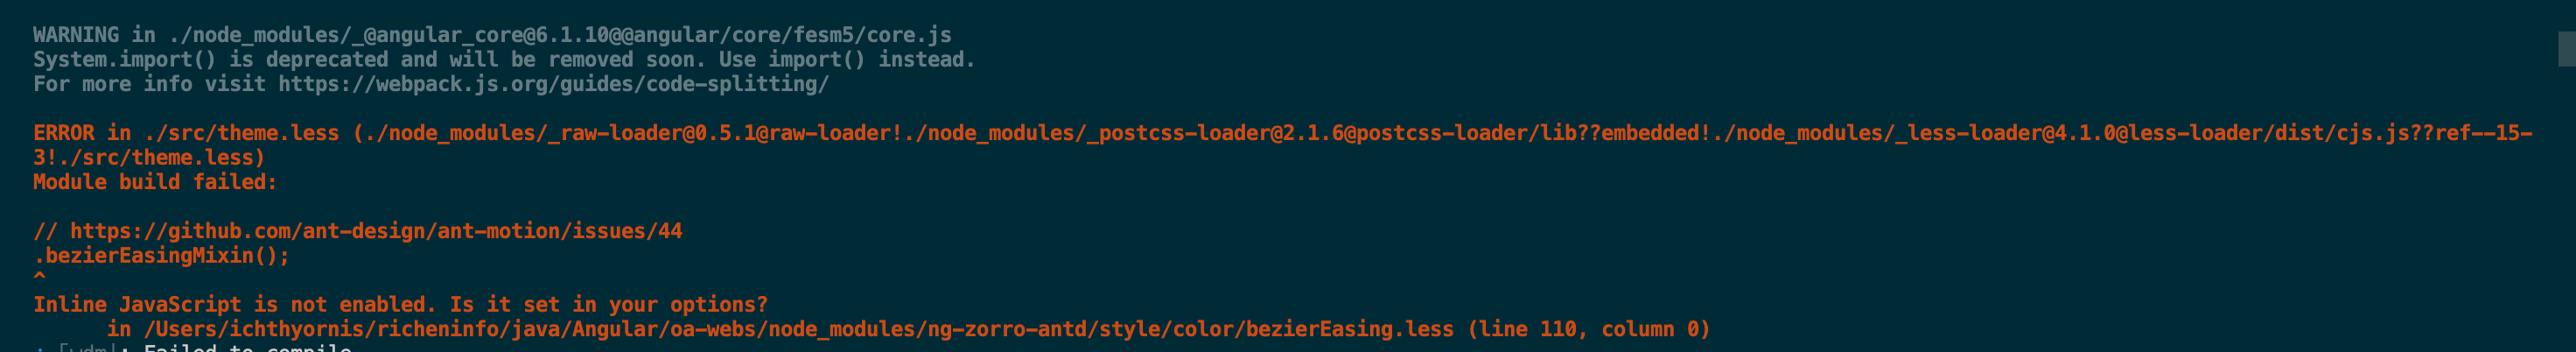 WARNING in ./node_modules/_@angular_core@6.1.10@@angular/core/fesm5/core.js
System.import() is deprecated and will be removed soon. Use import() instead.
For more info visit https://webpack.js.org/guides/code-splitting/
ERROR in ./src/theme.less (./node_modules/_raw-loader@0.5.1@raw-loader!./node_modules/_postcss-loader@2.1.6@postcss-loader/lib??embedded!./node_modules/_less-loader@4.1.0@less-loader/dist/cjs.js??ref--15-
3!./src/theme.less)
Module build failed:
// https://github.com/ant-design/ant-motion/issues/44
.bezierEasingMixin();
^
Inline JavaScript is not enabled. Is it set in your options?
in /Users/ichthyornis/richeninfo/java/Angular/oa-webs/node_modules/ng-zorro-antd/style/color/bezierEasing.less (line 110, column 0)
｢wdm｣: Failed to compile.